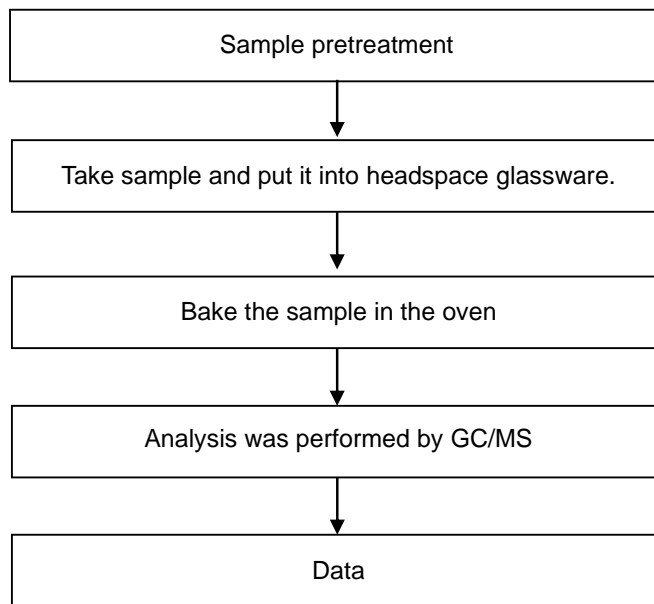 Sample pretreatment
Take sample and put it into headspace glassware.
Bake the sample in the oven
Analysis was performed by GC/MS
Data